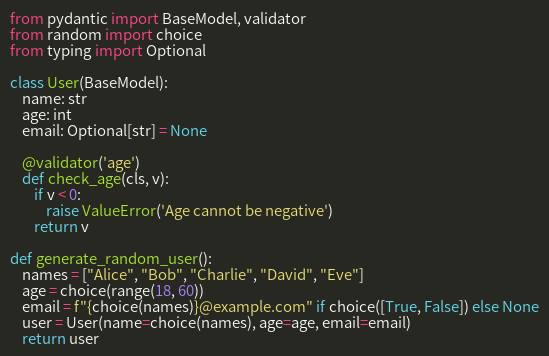 from pydantic import BaseModel, validator
from random import choice
from typing import Optional

class User(BaseModel):
    name: str
    age: int
    email: Optional[str] = None

    @validator('age')
    def check_age(cls, v):
        if v < 0:
            raise ValueError('Age cannot be negative')
        return v

def generate_random_user():
    names = ["Alice", "Bob", "Charlie", "David", "Eve"]
    age = choice(range(18, 60))
    email = f"{choice(names)}@example.com" if choice([True, False]) else None
    user = User(name=choice(names), age=age, email=email)
    return user